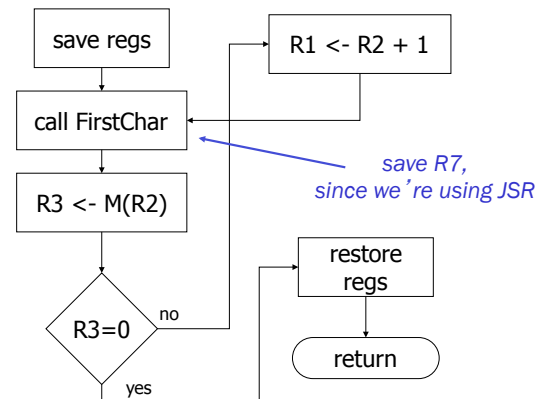 save regs
R1 <- R2 + 1
call FirstChar
save R7,
since we're using JSR
R3 <- M(R2)
restore
regs
R3=0
no
return
yes